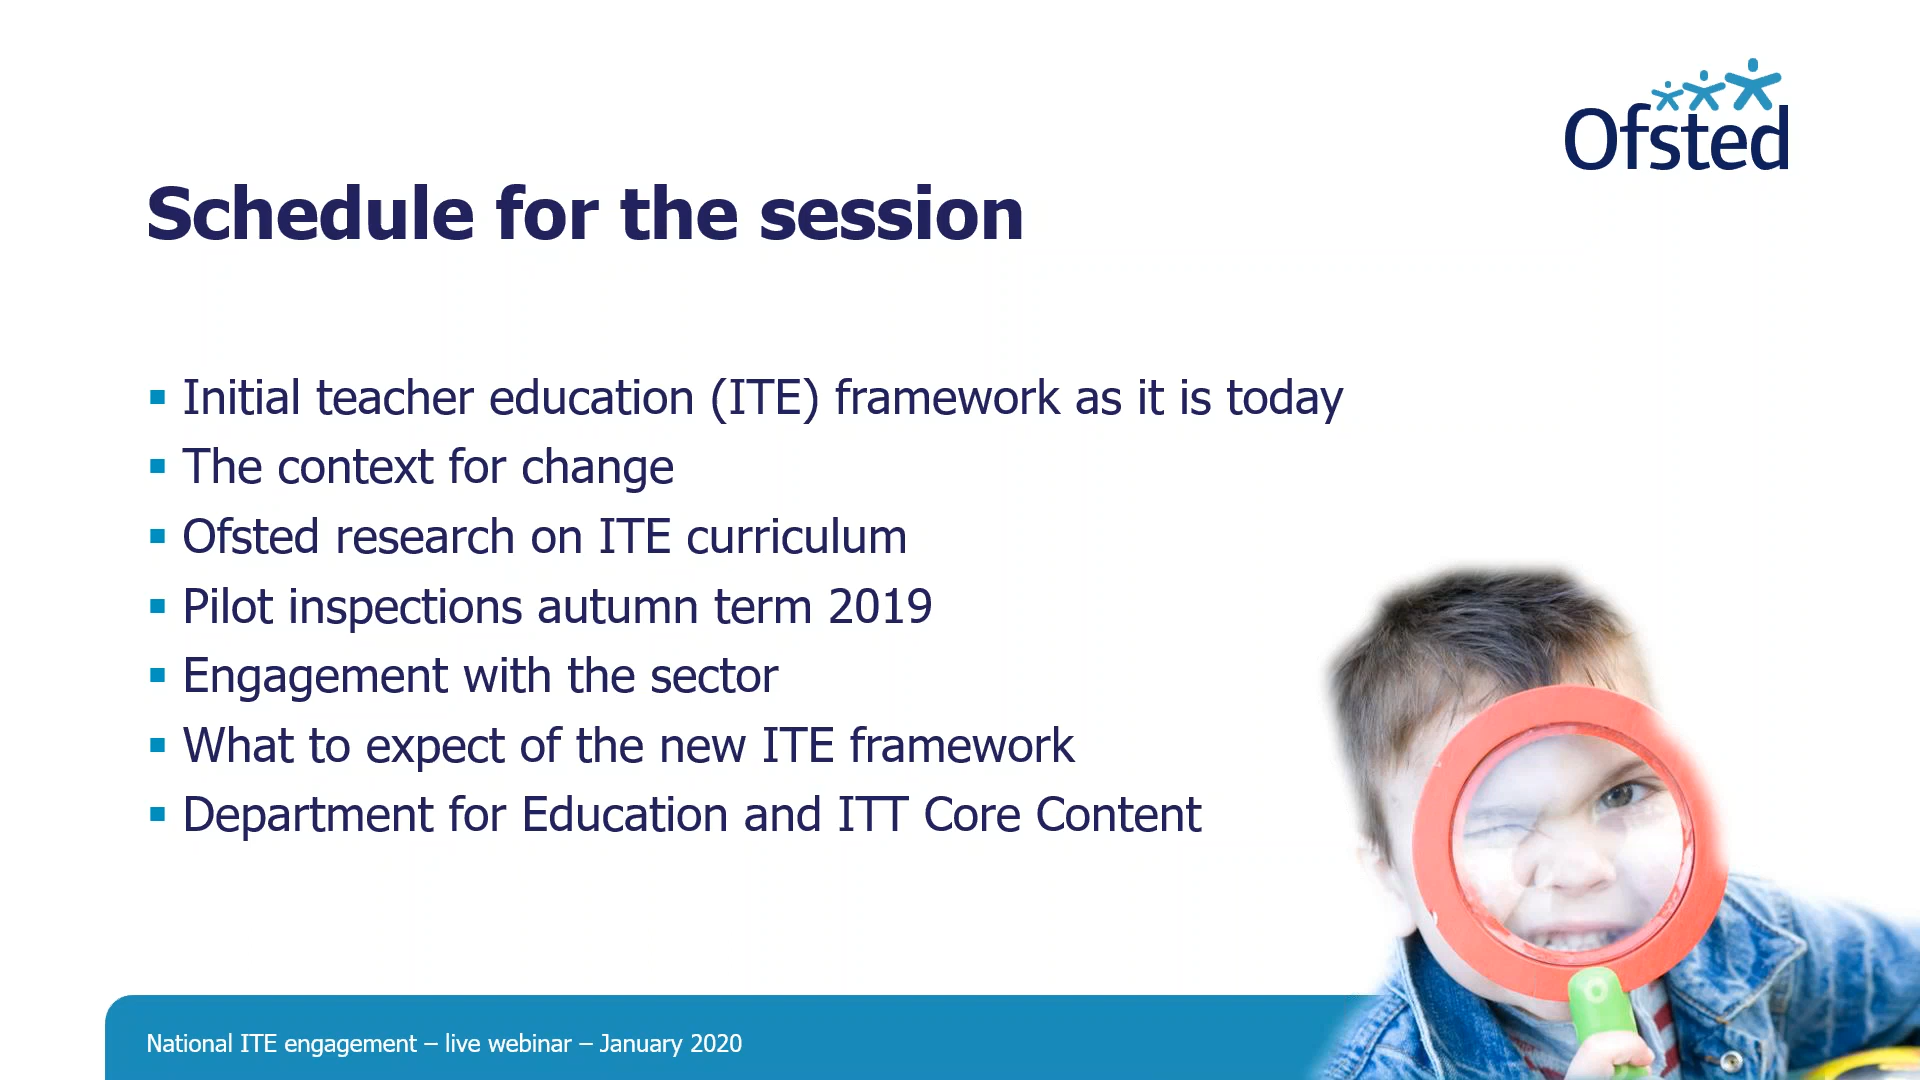 Ofsted
Schedule for the session
▪ Initial teacher education (ITE) framework as it is today
▪ The context for change
▪ Ofsted research on ITE curriculum
▪ Pilot inspections autumn term 2019
▪ Engagement with the sector
▪ What to expect of the new ITE framework
▪ Department for Education and ITT Core Content
National ITE engagement – live webinar – January 2020